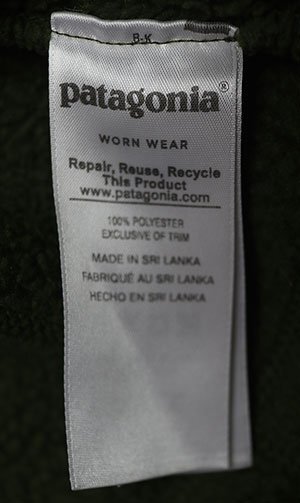 B-K
patagonia®
WORN WEAR
Repair, Reuse, Recycle
This Product
www.patagonia.com
100% POLYESTER
EXCLUSIVE OF TRIM
MADE IN SRI LANKA
FABRIQUÉ AU SRI LANKA
HECHO EN SRI LANKA